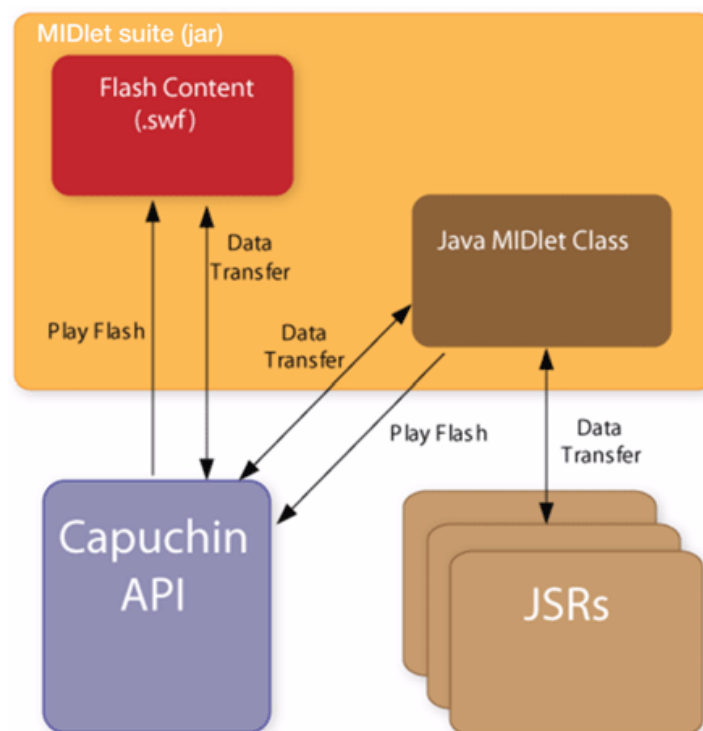 MIDlet suite (jar)
Flash Content
(.swf)
Java MIDlet Class
Data
Transfer
Play Flash
Data
Transfer
Play Flash
Data
Transfer
Capuchin
API
JSRs